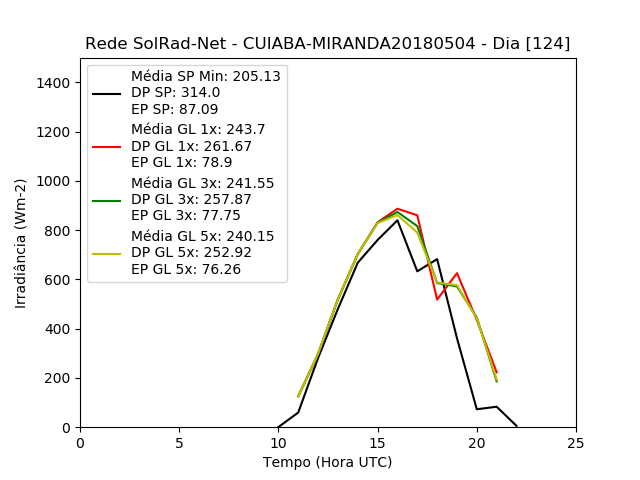 Rede SolRad-Net - CUIABA-MIRANDA20180504 - Dia [124]
Média SP Min: 205.13
DP SP: 314.0
EP SP: 87.09
Média GL 1x: 243.7
DP GL 1x: 261.67
EP GL 1x: 78.9
Média GL 3x: 241.55
DP GL 3x: 257.87
EP GL 3x: 77.75
Média GL 5x: 240.15
DP GL 5x: 252.92
EP GL 5x: 76.26
Irradiância (Wm-2)
1400
1200
1000
800
600
400
200
0
0 5 10 15 20 25
Tempo (Hora UTC)